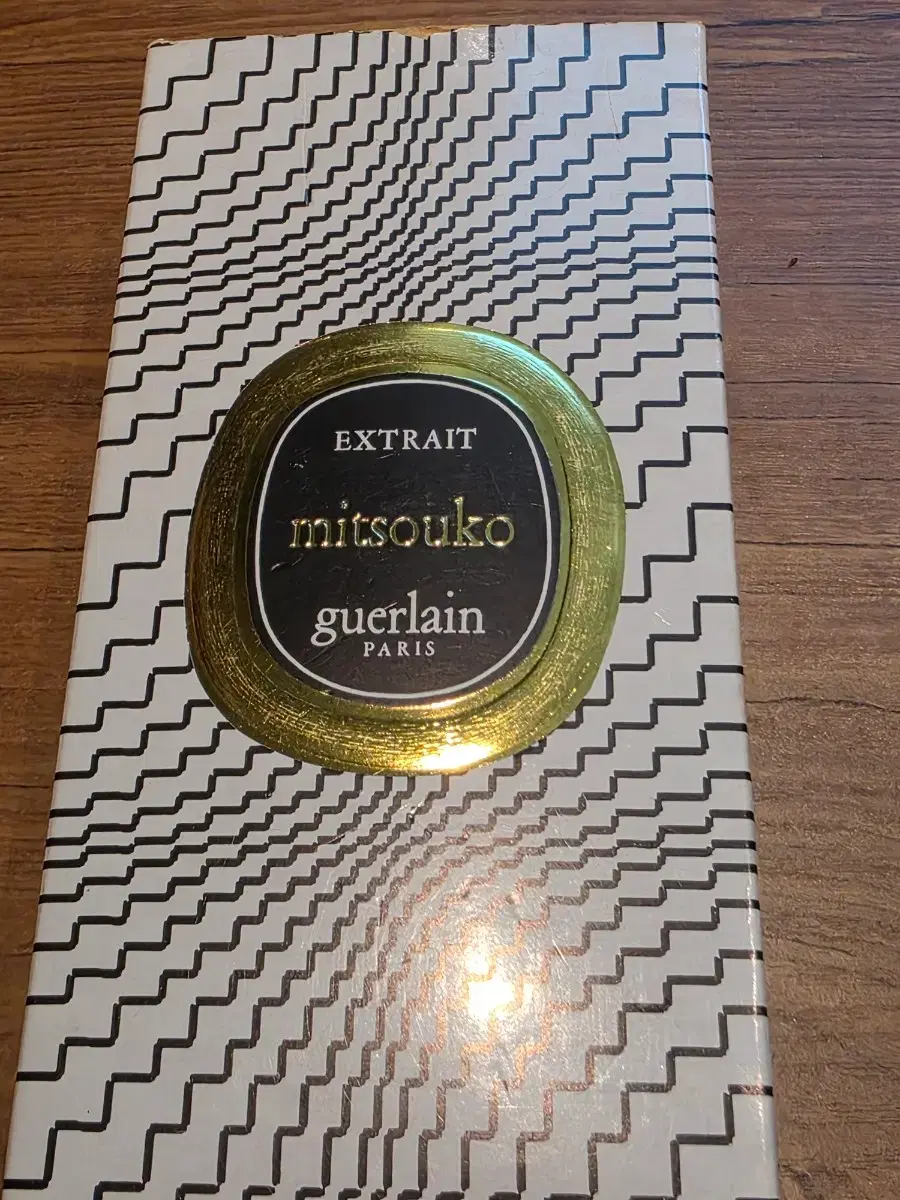 EXTRAIT
mitsouko
guerlain
PARIS